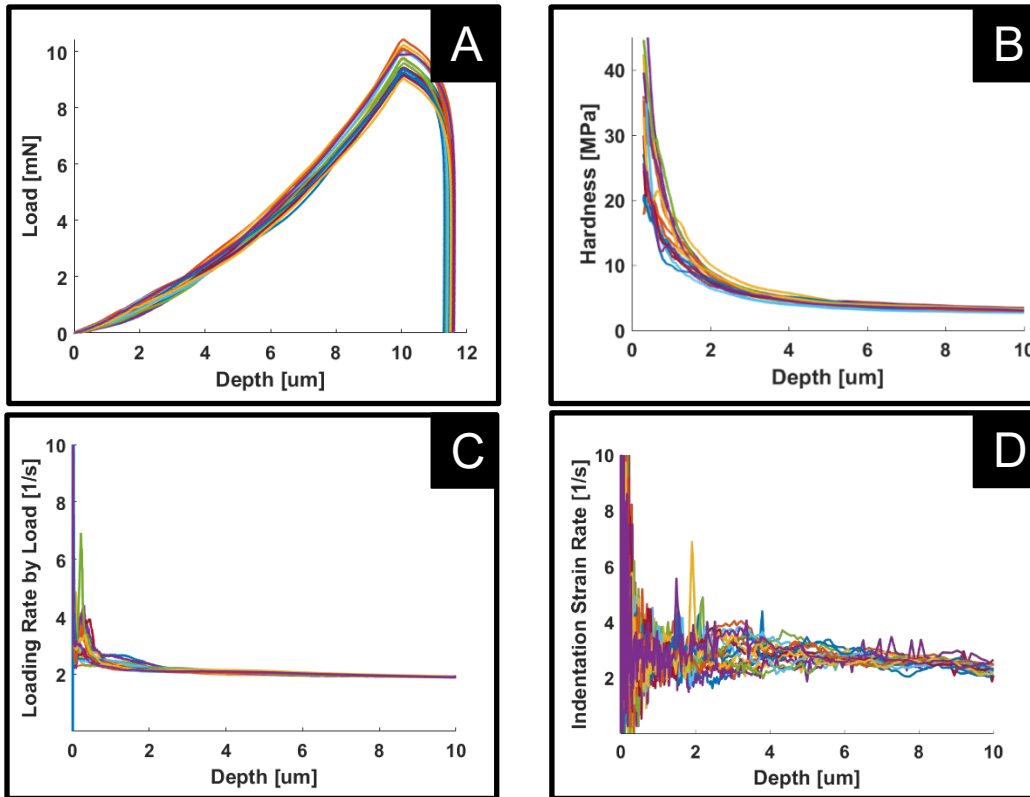 A
Load [mN]
10
8
6
4
2
0
0 2 4 6 8 10 12
Depth [um]
B
Hardness [MPa]
40
30
20
10
0
0 2 4 6 8 10
Depth [um]
C
Loading Rate by Load [1/s]
10
8
6
4
2
0 2 4 6 8 10
Depth [um]
D
Indentation Strain Rate [1/s]
10
8
6
4
2
0 2 4 6 8 10
Depth [um]